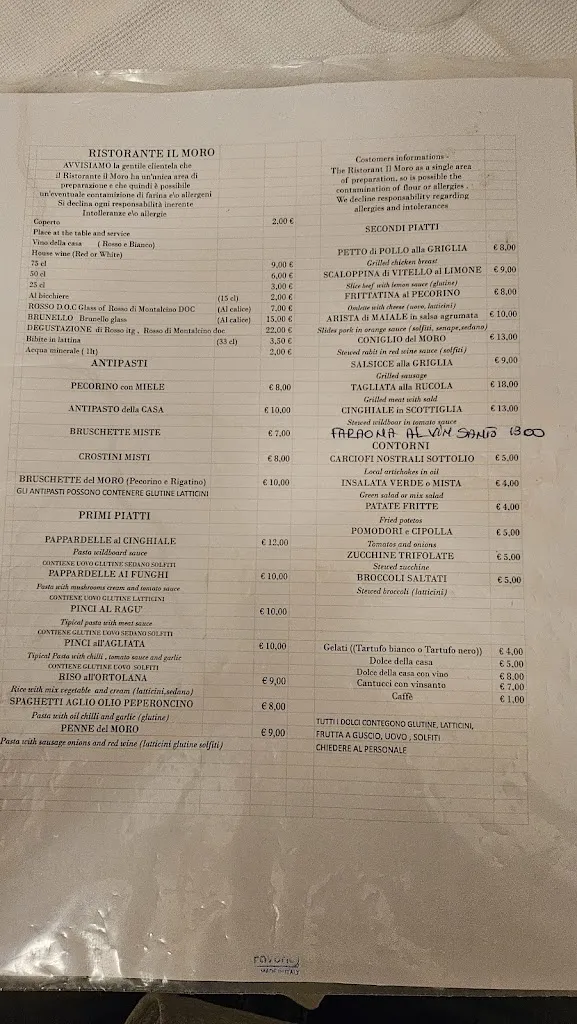 RISTORANTE IL MORO
AVVISIAMO la gentile clientela che
il Ristorante il Moro ha un'unica area di
preparazione e che quindi è possibile
un'eventuale contamizione di farina e\o allergeni
Si declina ogni responsabilità inerente
Intolleranze e\o allergie
Coperto 2,00 €
Place at the table and service
Vino della casa ( Rosso e Bianco)
House wine (Red or White)
75 cl 9,00 €
50 cl 6,00 €
25 cl 3,00 €
Al bicchiere (15 cl) 2,00 €
ROSSO D.O.C Glass of Rosso di Montalcino DOC (Al calice) 7,00 €
BRUNELLO Brunello glass (Al calice) 15,00 €
DEGUSTAZIONE di Rosso itg , Rosso di Montalcino doc 22,00 €
Bibite in lattina (33 cl) 3,50 €
Acqua minerale ( 1lt) 2,00 €
ANTIPASTI
PECORINO con MIELE € 8,00
ANTIPASTO della CASA € 10,00
BRUSCHETTE MISTE € 7,00
CROSTINI MISTI € 8,00
BRUSCHETTE del MORO (Pecorino e Rigatino) € 10,00
GLI ANTIPASTI POSSONO CONTENERE GLUTINE LATTICINI
PRIMI PIATTI
PAPPARDELLE al CINGHIALE € 12,00
Pasta wildboard sauce
CONTIENE UOVO GLUTINE SEDANO SOLFITI
PAPPARDELLE AI FUNGHI € 10,00
Pasta with mushrooms cream and tomato sauce
CONTIENE UOVO GLUTINE LATTICINI
PINCI AL RAGU' € 10,00
Tipical pasta with meat sauce
CONTIENE GLUTINE UOVO SEDANO SOLFITI
PINCI all'AGLIATA € 10,00
Tipical Pasta with chilli , tomato sauce and garlic
CONTIENE GLUTINE UOVO SOLFITI
RISO all'ORTOLANA € 9,00
Rice with mix vegetable and cream (latticini,sedano)
SPAGHETTI AGLIO OLIO PEPERONCINO € 8,00
Pasta with oil chilli and garlic (glutine)
PENNE del MORO € 9,00
Pasta with sausage onions and red wine (latticini glutine solfiti)
Costomers informations
The Ristorant Il Moro as a single area
of preparation, so is possible the
contamination of flour or allergies .
We decline responsability regarding
allergies and intolerances
SECONDI PIATTI
PETTO di POLLO alla GRIGLIA € 8,00
Grilled chicken breast
SCALOPPINA di VITELLO al LIMONE € 9,00
Slice beef with lemon sauce (glutine)
FRITTATINA al PECORINO € 8,00
Omlette with cheese (uovo, latticini)
ARISTA di MAIALE in salsa agrumata € 10,00
Slides pork in orange sauce (solfiti, senape,sedano)
CONIGLIO del MORO € 13,00
Stewed rabit in red wine sauce (solfiti)
SALSICCE alla GRIGLIA € 9,00
Grilled sausage
TAGLIATA alla RUCOLA € 18,00
Grilled meat with sald
CINGHIALE in SCOTTIGLIA € 13,00
Stewed wildboar in tomato sauce
FARAONA AL VIN SANTO 13 00
CONTORNI
CARCIOFI NOSTRALI SOTTOLIO € 5,00
Local artichokes in oil
INSALATA VERDE o MISTA € 4,00
Green salad or mix salad
PATATE FRITTE € 4,00
Fried potetos
POMODORI e CIPOLLA € 5,00
Tomatos and onions
ZUCCHINE TRIFOLATE € 5,00
Stewed zucchine
BROCCOLI SALTATI € 5,00
Stewed broccoli (latticini)
Gelati ((Tartufo bianco o Tartufo nero)) € 4,00
Dolce della casa € 5,00
Dolce della casa con vino € 8,00
Cantucci con vinsanto € 7,00
Caffè € 1,00
TUTTI I DOLCI CONTEGONO GLUTINE, LATTICINI,
FRUTTA A GUSCIO, UOVO , SOLFITI
CHIEDERE AL PERSONALE
favorit
MADE IN ITALY